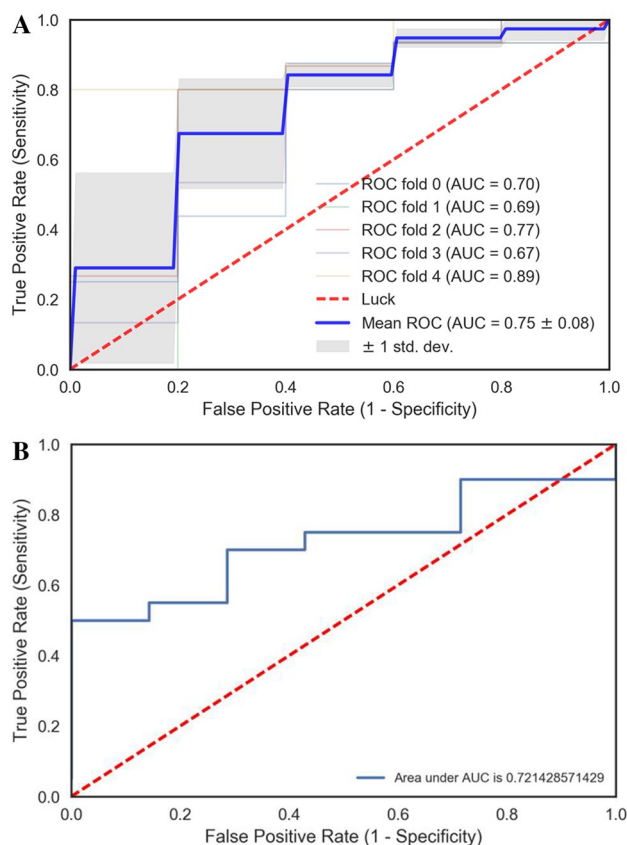 A
1.0
0.8
0.6
0.4
0.2
0.0
True Positive Rate (Sensitivity)
ROC fold 0 (AUC = 0.70)
ROC fold 1 (AUC = 0.69)
ROC fold 2 (AUC = 0.77)
ROC fold 3 (AUC = 0.67)
ROC fold 4 (AUC = 0.89)
Luck
Mean ROC (AUC = 0.75 ± 0.08)
± 1 std. dev.
0.0 0.2 0.4 0.6 0.8 1.0
False Positive Rate (1 - Specificity)
B
1.0
0.8
0.6
0.4
0.2
0.0
True Positive Rate (Sensitivity)
Area under AUC is 0.721428571429
0.0 0.2 0.4 0.6 0.8 1.0
False Positive Rate (1 - Specificity)